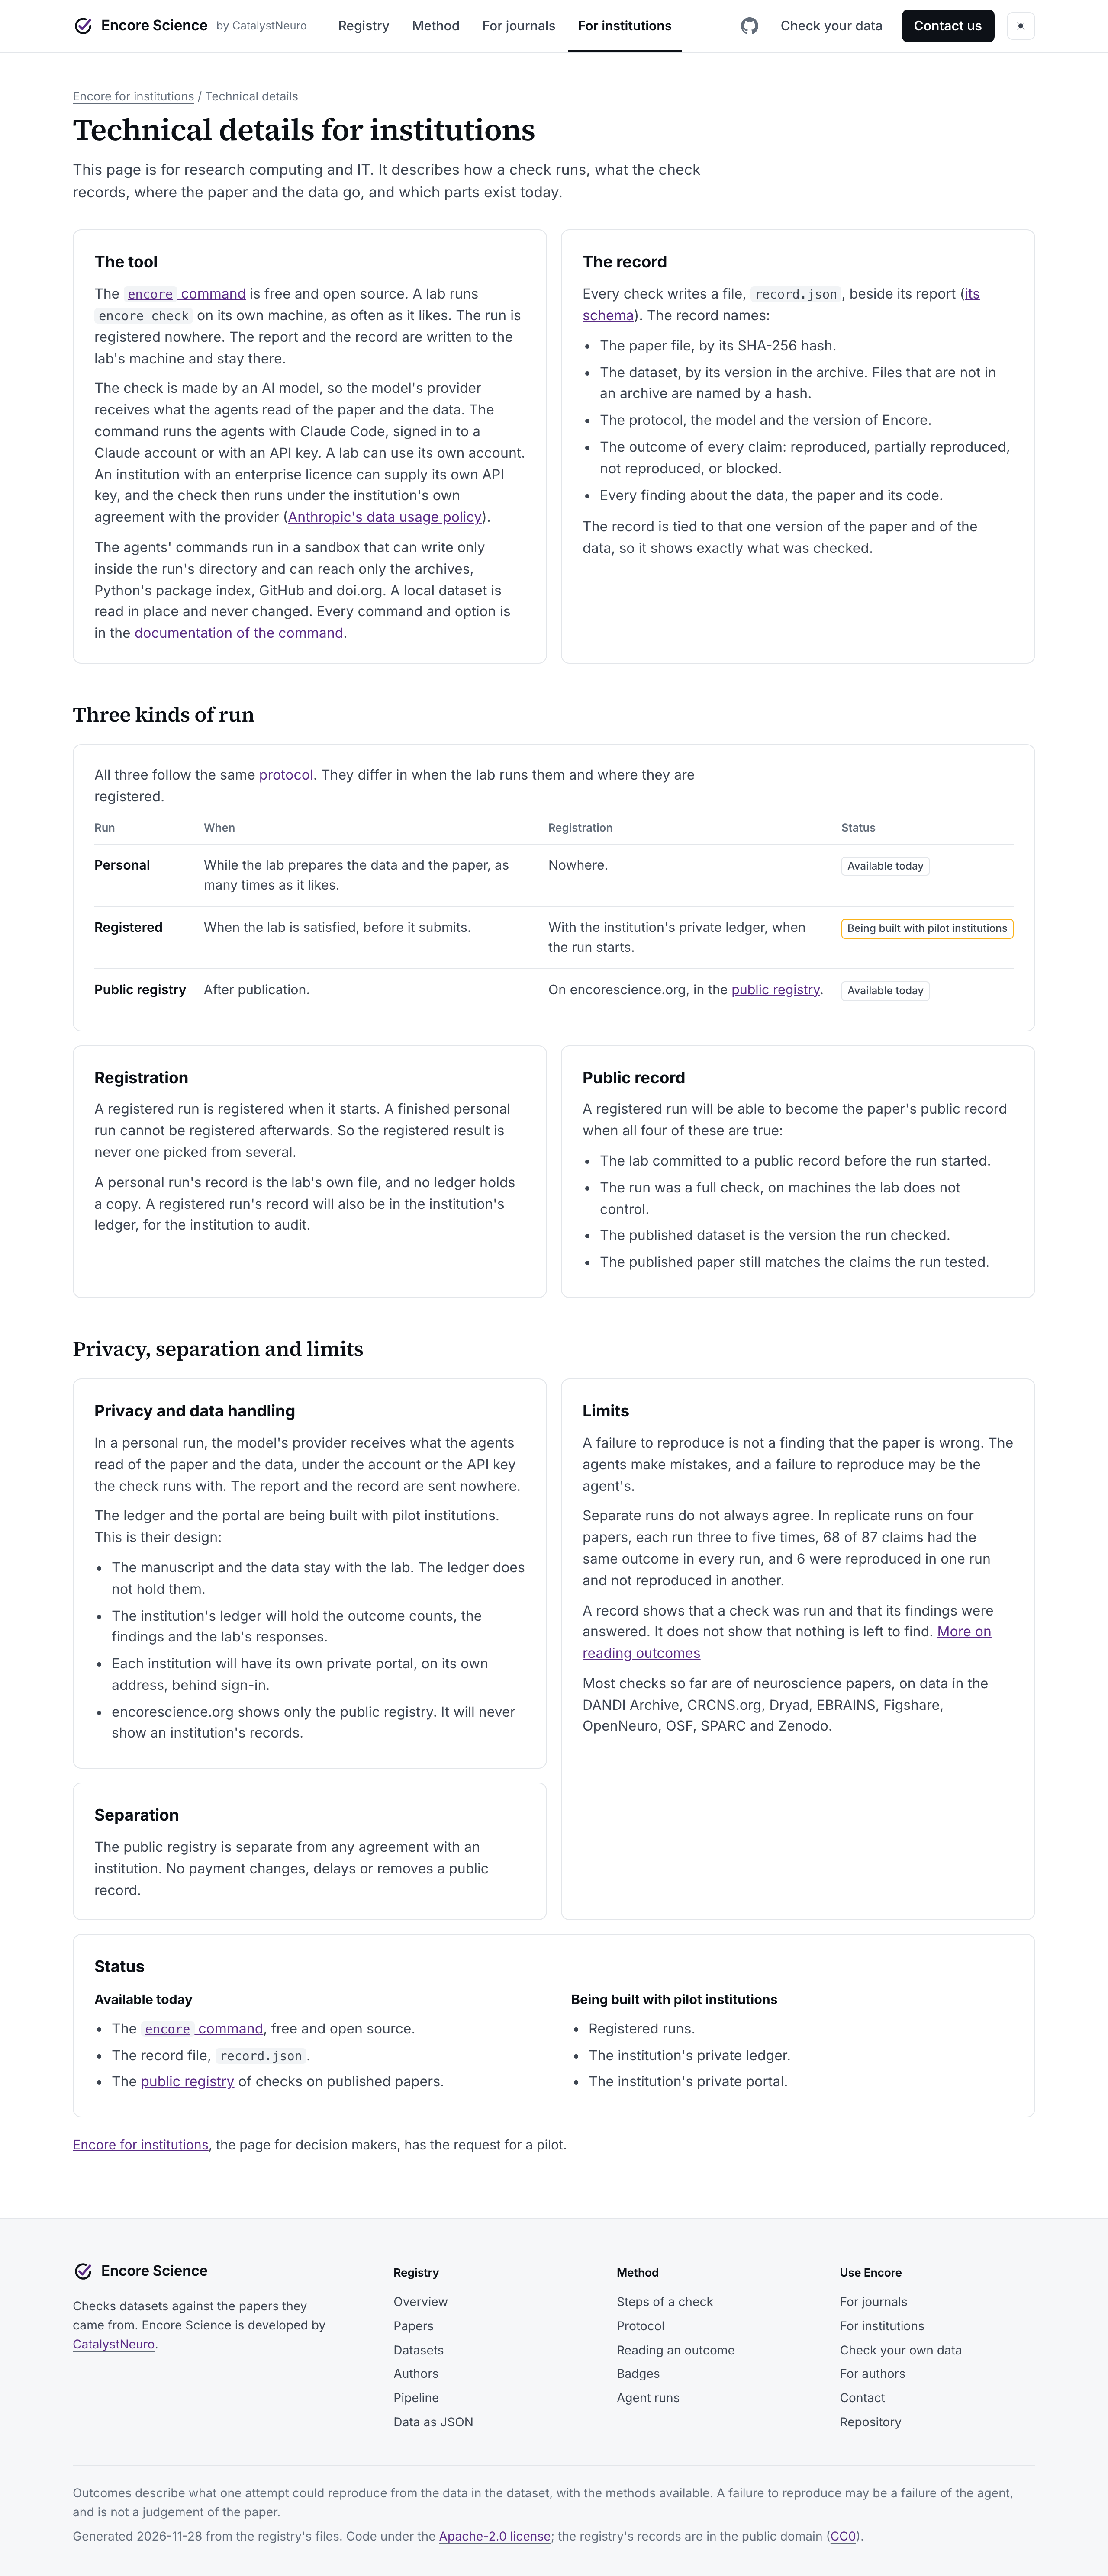 Encore Science by CatalystNeuro Registry Method For journals For institutions Check your data Contact us
Encore for institutions / Technical details
Technical details for institutions
This page is for research computing and IT. It describes how a check runs, what the check
records, where the paper and the data go, and which parts exist today.
The tool
The encore command is free and open source. A lab runs
encore check on its own machine, as often as it likes. The run is
registered nowhere. The report and the record are written to the
lab's machine and stay there.
The check is made by an AI model, so the model's provider
receives what the agents read of the paper and the data. The
command runs the agents with Claude Code, signed in to a
Claude account or with an API key. A lab can use its own account.
An institution with an enterprise licence can supply its own API
key, and the check then runs under the institution's own
agreement with the provider (Anthropic's data usage policy).
The agents' commands run in a sandbox that can write only
inside the run's directory and can reach only the archives,
Python's package index, GitHub and doi.org. A local dataset is
read in place and never changed. Every command and option is
in the documentation of the command.
The record
Every check writes a file, record.json, beside its report (its
schema). The record names:
• The paper file, by its SHA-256 hash.
• The dataset, by its version in the archive. Files that are not in
an archive are named by a hash.
• The protocol, the model and the version of Encore.
• The outcome of every claim: reproduced, partially reproduced,
not reproduced, or blocked.
• Every finding about the data, the paper and its code.
The record is tied to that one version of the paper and of the
data, so it shows exactly what was checked.
Three kinds of run
All three follow the same protocol. They differ in when the lab runs them and where they are
registered.
Run When Registration Status
Personal While the lab prepares the data and the paper, as
many times as it likes. Nowhere. Available today
Registered When the lab is satisfied, before it submits. With the institution's private ledger, when
the run starts. Being built with pilot institutions
Public registry After publication. On encorescience.org, in the public registry. Available today
Registration
A registered run is registered when it starts. A finished personal
run cannot be registered afterwards. So the registered result is
never one picked from several.
A personal run's record is the lab's own file, and no ledger holds
a copy. A registered run's record will also be in the institution's
ledger, for the institution to audit.
Public record
A registered run will be able to become the paper's public record
when all four of these are true:
• The lab committed to a public record before the run started.
• The run was a full check, on machines the lab does not
control.
• The published dataset is the version the run checked.
• The published paper still matches the claims the run tested.
Privacy, separation and limits
Privacy and data handling
In a personal run, the model's provider receives what the agents
read of the paper and the data, under the account or the API key
the check runs with. The report and the record are sent nowhere.
The ledger and the portal are being built with pilot institutions.
This is their design:
• The manuscript and the data stay with the lab. The ledger does
not hold them.
• The institution's ledger will hold the outcome counts, the
findings and the lab's responses.
• Each institution will have its own private portal, on its own
address, behind sign-in.
• encorescience.org shows only the public registry. It will never
show an institution's records.
Limits
A failure to reproduce is not a finding that the paper is wrong. The
agents make mistakes, and a failure to reproduce may be the
agent's.
Separate runs do not always agree. In replicate runs on four
papers, each run three to five times, 68 of 87 claims had the
same outcome in every run, and 6 were reproduced in one run
and not reproduced in another.
A record shows that a check was run and that its findings were
answered. It does not show that nothing is left to find. More on
reading outcomes
Most checks so far are of neuroscience papers, on data in the
DANDI Archive, CRCNS.org, Dryad, EBRAINS, Figshare,
OpenNeuro, OSF, SPARC and Zenodo.
Separation
The public registry is separate from any agreement with an
institution. No payment changes, delays or removes a public
record.
Status
Available today
• The encore command, free and open source.
• The record file, record.json.
• The public registry of checks on published papers.
Being built with pilot institutions
• Registered runs.
• The institution's private ledger.
• The institution's private portal.
Encore for institutions, the page for decision makers, has the request for a pilot.
Encore Science
Checks datasets against the papers they
came from. Encore Science is developed by
CatalystNeuro.
Registry
Overview
Papers
Datasets
Authors
Pipeline
Data as JSON
Method
Steps of a check
Protocol
Reading an outcome
Badges
Agent runs
Use Encore
For journals
For institutions
Check your own data
For authors
Contact
Repository
Outcomes describe what one attempt could reproduce from the data in the dataset, with the methods available. A failure to reproduce may be a failure of the agent,
and is not a judgement of the paper.
Generated 2026-11-28 from the registry's files. Code under the Apache-2.0 license; the registry's records are in the public domain (CC0).